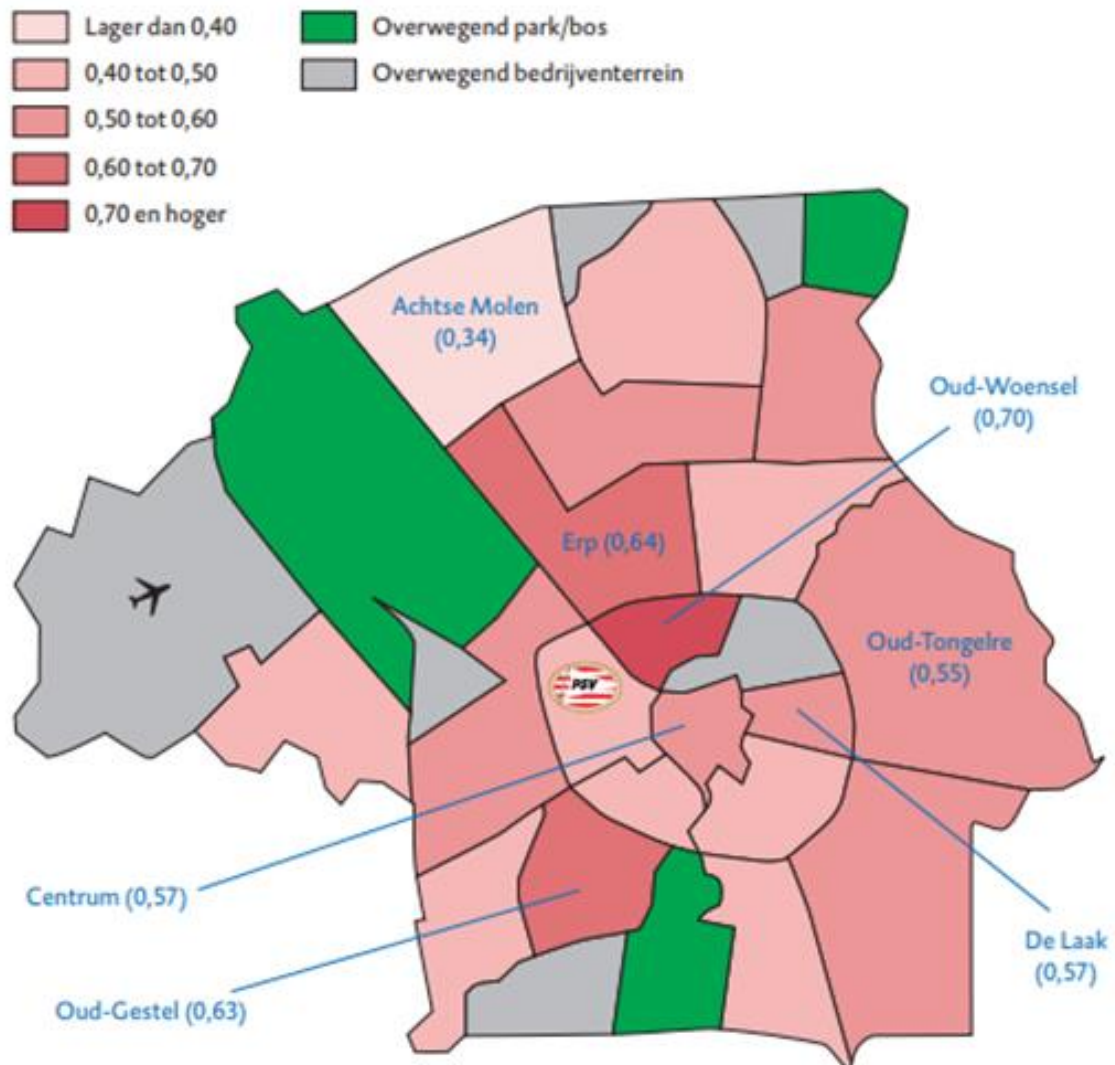 Lager dan 0,40
0,40 tot 0,50
0,50 tot 0,60
0,60 tot 0,70
0,70 en hoger
Overwegend park/bos
Overwegend bedrijventerrein
Achtse Molen
(0,34)
Oud-Woensel
(0,70)
Erp (0,64)
Oud-Tongelre
(0,55)
PSV
Centrum (0,57)
De Laak
(0,57)
Oud-Gestel (0,63)